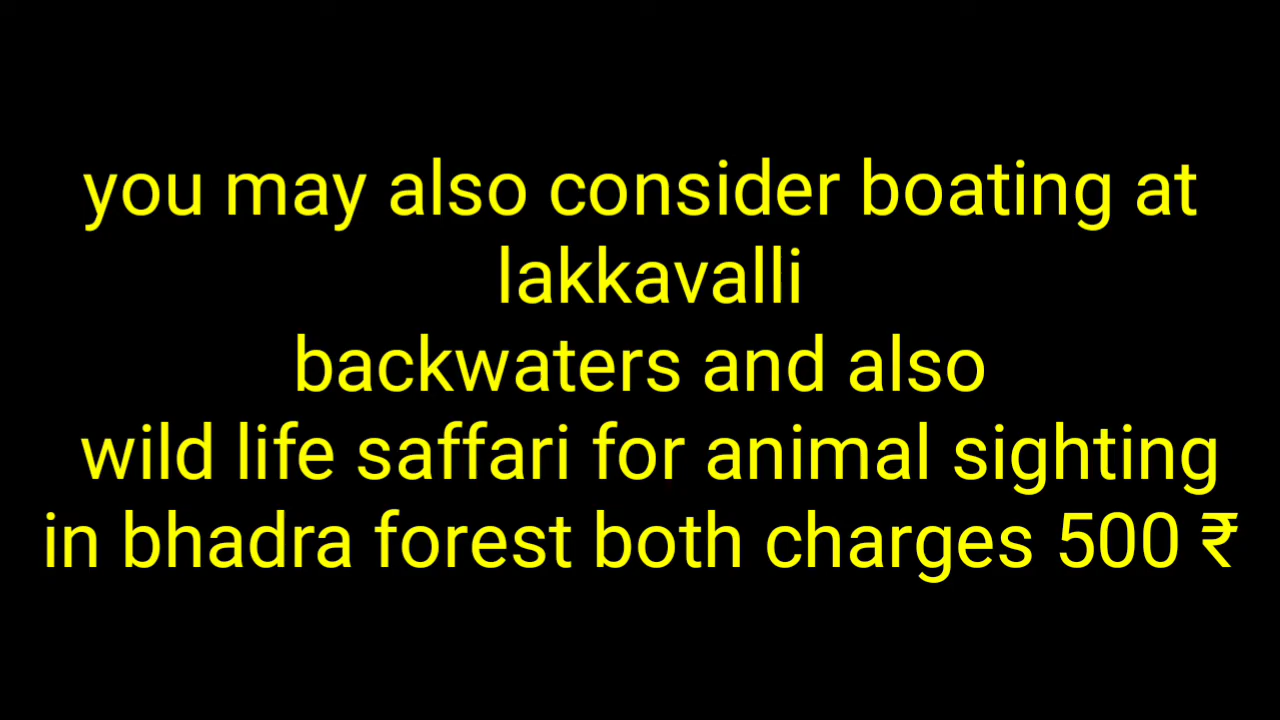 you may also consider boating at
lakkavalli
backwaters and also
wild life saffari for animal sighting
in bhadra forest both charges 500 ₹